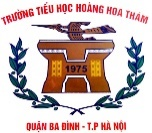 TRƯỜNG TIỂU HỌC HOÀNG HOA THÁM
1975
QUẬN BA ĐÌNH - T.P HÀ NỘI